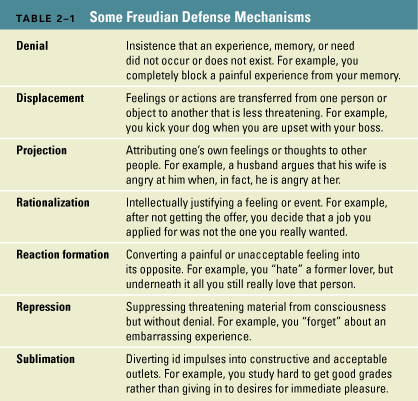 TABLE 2–1 Some Freudian Defense Mechanisms
Denial Insistence that an experience, memory, or need
did not occur or does not exist. For example, you
completely block a painful experience from your memory.
Displacement Feelings or actions are transferred from one person or
object to another that is less threatening. For example,
you kick your dog when you are upset with your boss.
Projection Attributing one's own feelings or thoughts to other
people. For example, a husband argues that his wife is
angry at him when, in fact, he is angry at her.
Rationalization Intellectually justifying a feeling or event. For example,
after not getting the offer, you decide that a job you
applied for was not the one you really wanted.
Reaction formation Converting a painful or unacceptable feeling into
its opposite. For example, you “hate” a former lover, but
underneath it all you still really love that person.
Repression Suppressing threatening material from consciousness
but without denial. For example, you “forget” about an
embarrassing experience.
Sublimation Diverting id impulses into constructive and acceptable
outlets. For example, you study hard to get good grades
rather than giving in to desires for immediate pleasure.